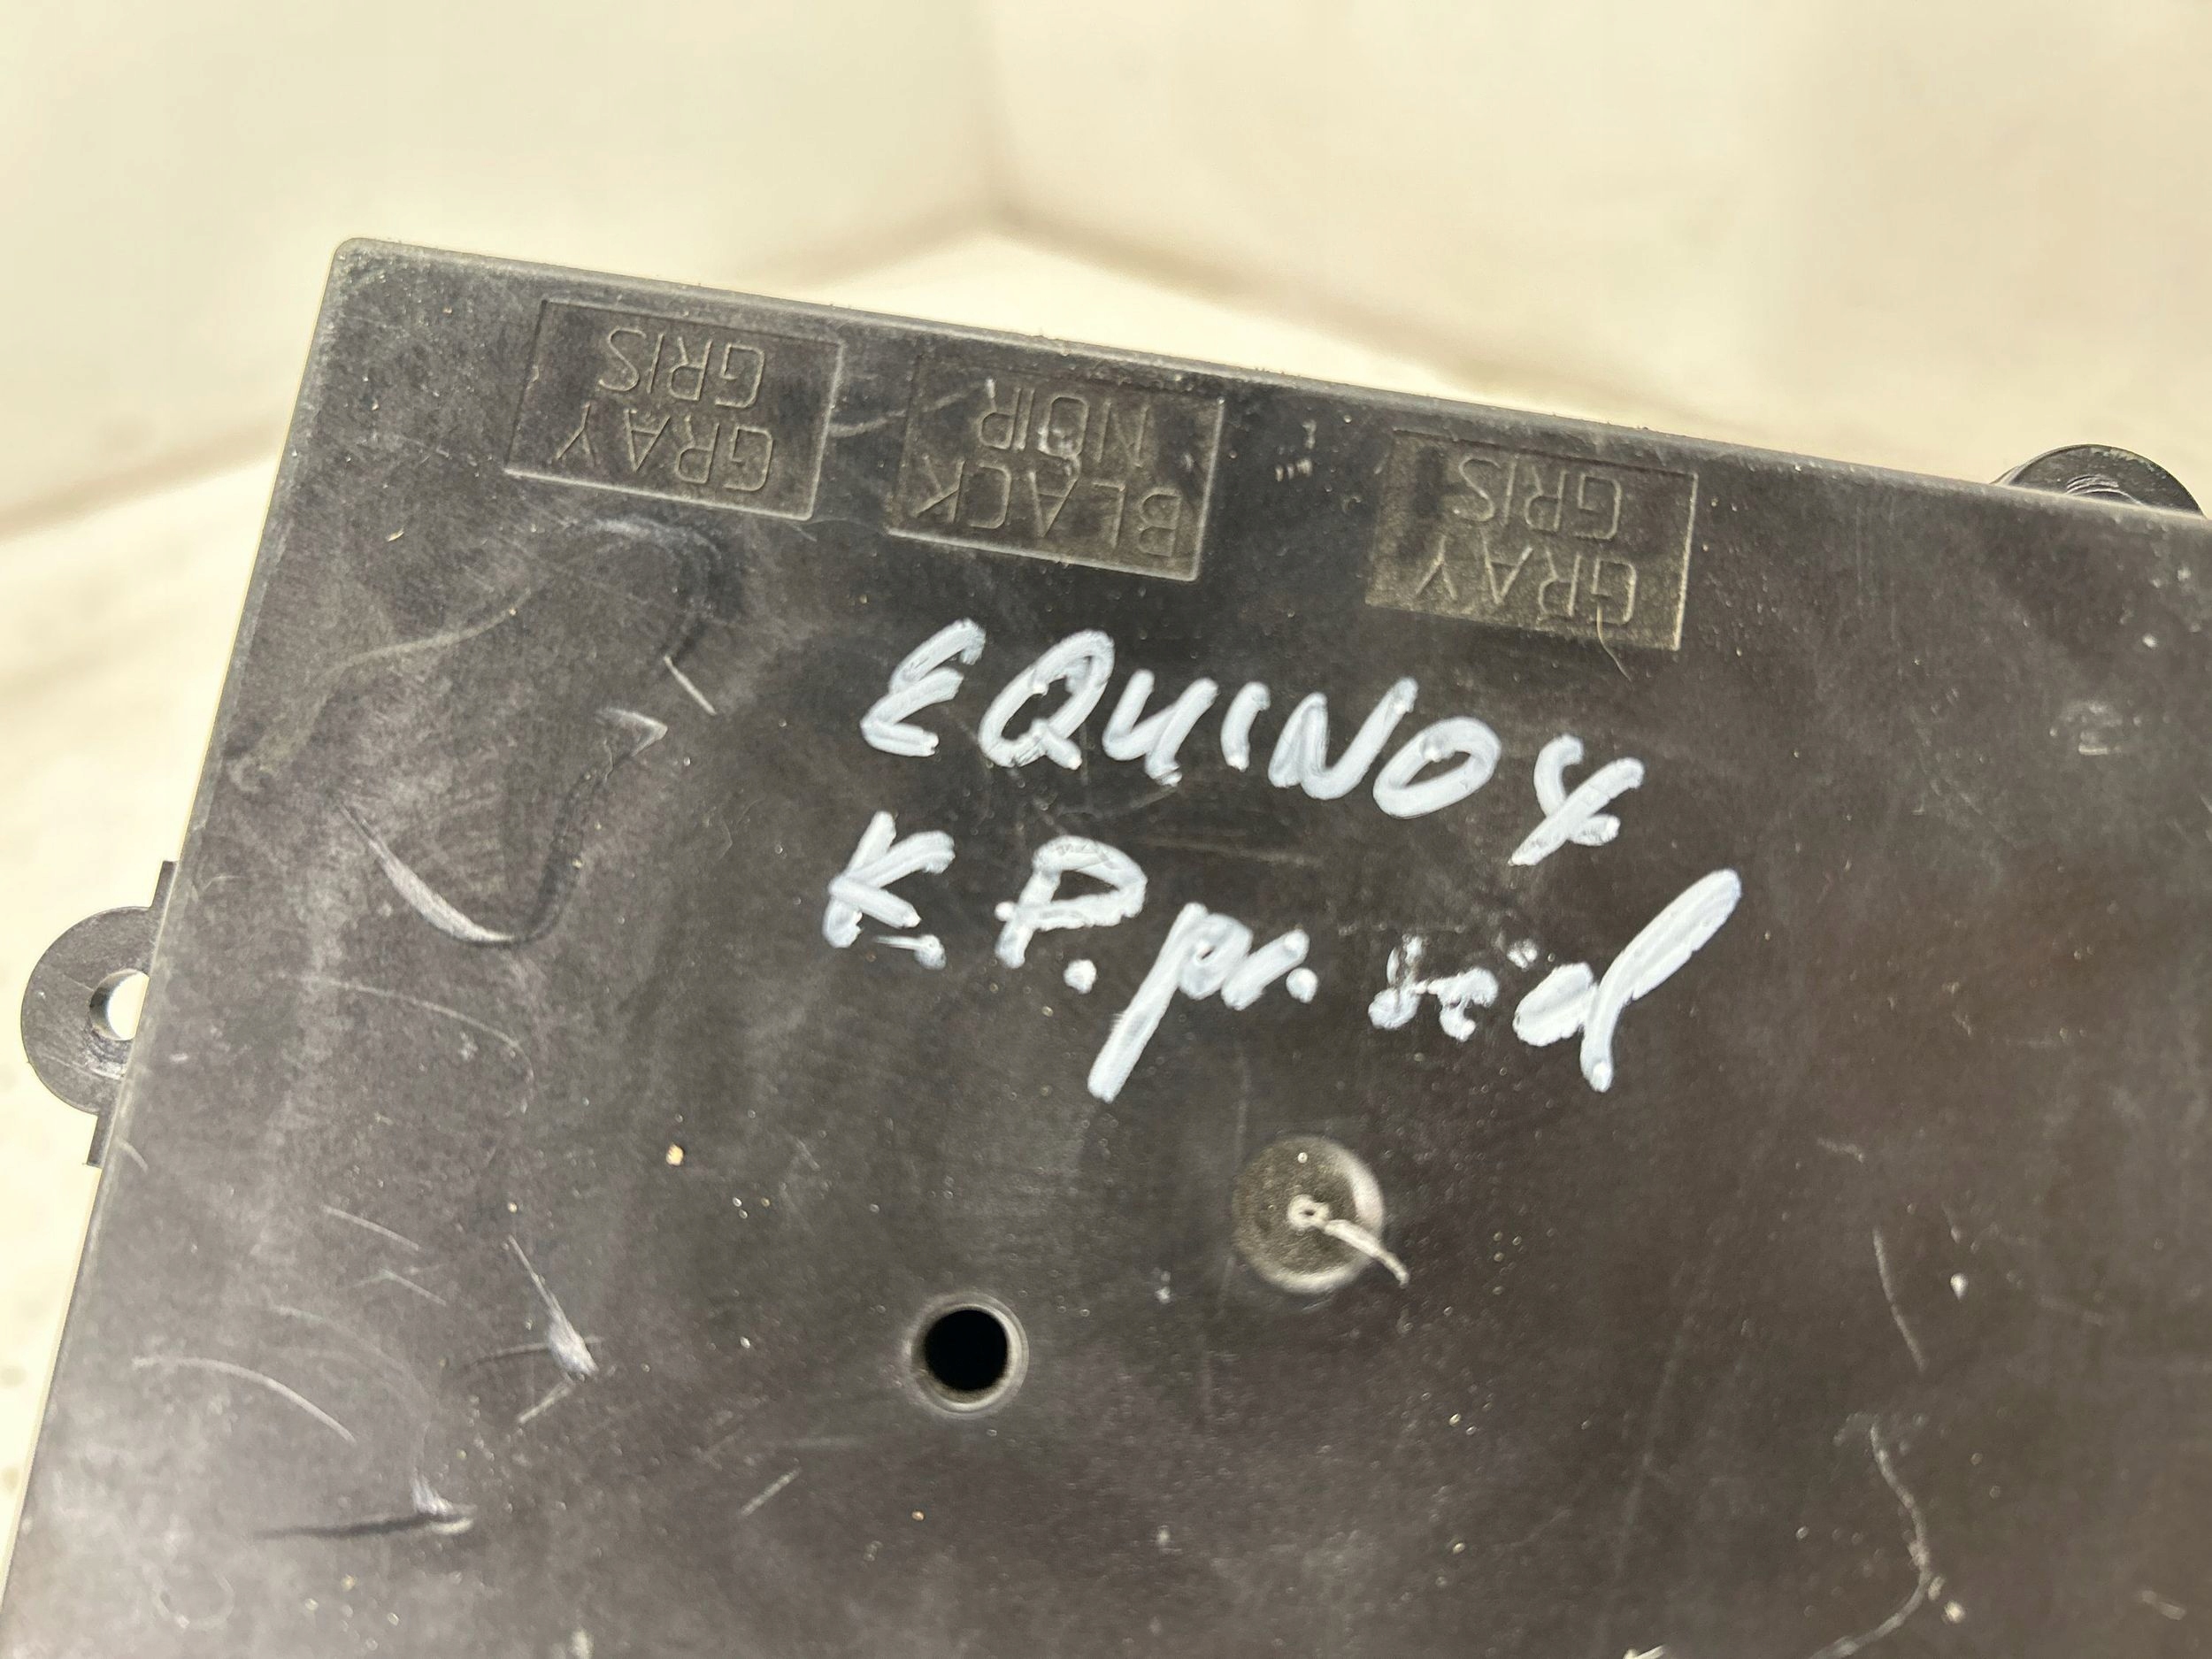 GRAY
GRIS
BLACK
NOIR
GRAY
GRIS
EQUINOX
K.P. pr.